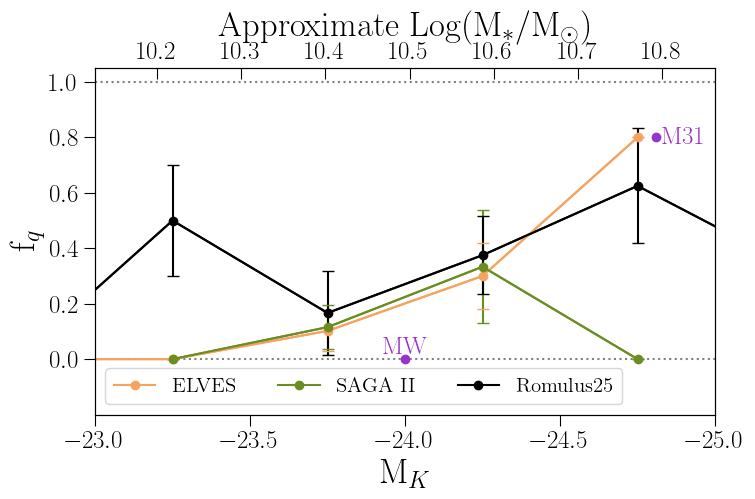 Approximate Log(M*/M⊙)
10.2 10.3 10.4 10.5 10.6 10.7 10.8
1.0
0.8
0.6
0.4
0.2
0.0
f_q
M31
MW
ELVES SAGA II Romulus25
−23.0 −23.5 −24.0 −24.5 −25.0
M_K